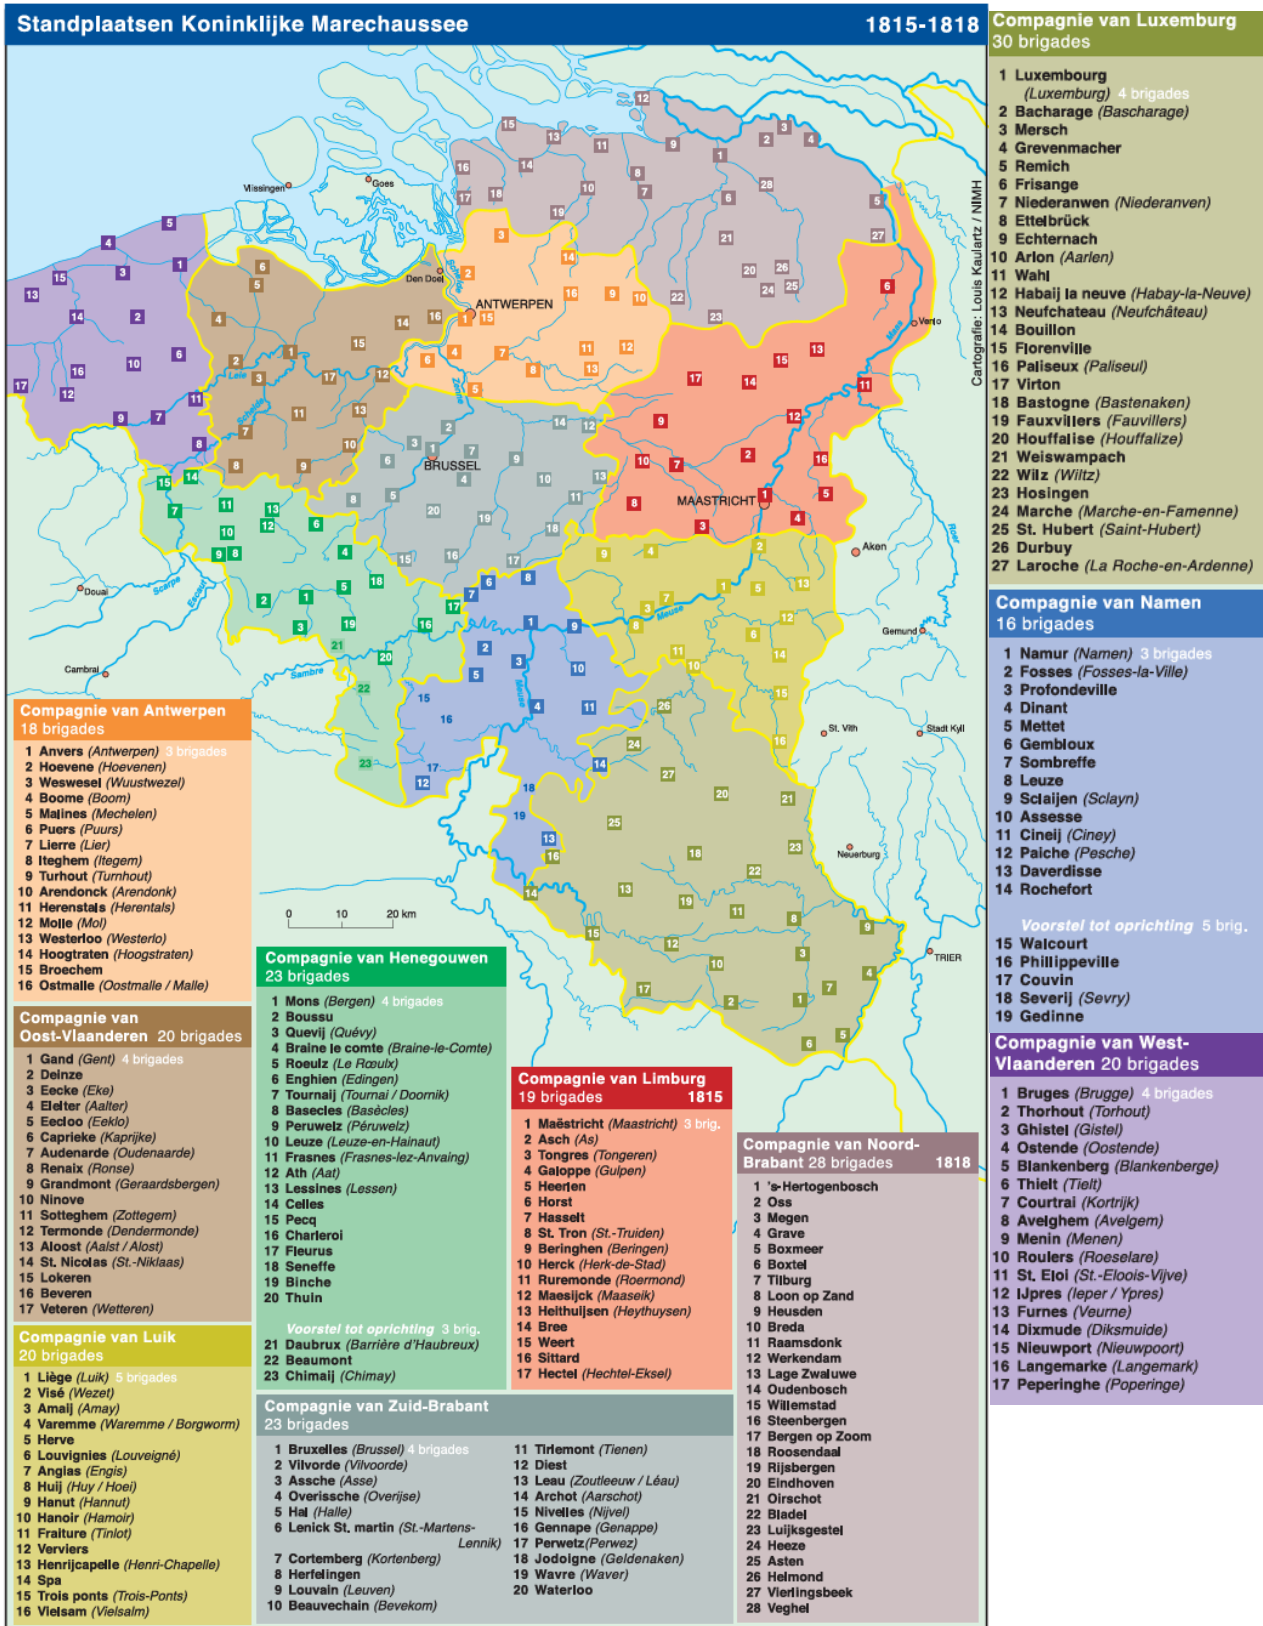 Standplaatsen Koninklijke Marechaussee 1815-1818
Vlissingen
Goes
Den Doel
Schelde
ANTWERPEN
Venlo
Maas
Leie
Schelde
Zenne
BRUSSEL
MAASTRICHT
Aken
Roer
Douai
Scarpe
Escaut
Meuse
Gemund
Cambrai
Sambre
Meuse
St. Vith
Stadt Kyll
Neuerburg
TRIER
0 10 20 km
Cartografie: Louis Kaulartz / NIMH
Compagnie van Antwerpen
18 brigades
1 Anvers (Antwerpen) 3 brigades
2 Hoevene (Hoevenen)
3 Weswesel (Wuustwezel)
4 Boome (Boom)
5 Malines (Mechelen)
6 Puers (Puurs)
7 Lierre (Lier)
8 Iteghem (Itegem)
9 Turhout (Turnhout)
10 Arendonck (Arendonk)
11 Herenstals (Herentals)
12 Molle (Mol)
13 Westerloo (Westerlo)
14 Hoogtraten (Hoogstraten)
15 Broechem
16 Ostmalle (Oostmalle / Malle)
Compagnie van
Oost-Vlaanderen 20 brigades
1 Gand (Gent) 4 brigades
2 Deinze
3 Eecke (Eke)
4 Elelter (Aalter)
5 Eecloo (Eeklo)
6 Caprieke (Kaprijke)
7 Audenarde (Oudenaarde)
8 Renaix (Ronse)
9 Grandmont (Geraardsbergen)
10 Ninove
11 Sotteghem (Zottegem)
12 Termonde (Dendermonde)
13 Aloost (Aalst / Alost)
14 St. Nicolas (St.-Niklaas)
15 Lokeren
16 Beveren
17 Veteren (Wetteren)
Compagnie van Luik
20 brigades
1 Liège (Luik) 5 brigades
2 Visé (Wezet)
3 Amaij (Amay)
4 Varemme (Waremme / Borgworm)
5 Herve
6 Louvignies (Louveigné)
7 Angias (Engis)
8 Huij (Huy / Hoei)
9 Hanut (Hannut)
10 Hanoir (Hamoir)
11 Fraiture (Tinlot)
12 Verviers
13 Henrijcapelle (Henri-Chapelle)
14 Spa
15 Trois ponts (Trois-Ponts)
16 Vielsam (Vielsalm)
Compagnie van Henegouwen
23 brigades
1 Mons (Bergen) 4 brigades
2 Boussu
3 Quevij (Quévy)
4 Braine le comte (Braine-le-Comte)
5 Roeulz (Le Rœulx)
6 Enghien (Edingen)
7 Tournaij (Tournai / Doornik)
8 Basecles (Basècles)
9 Peruwelz (Péruwelz)
10 Leuze (Leuze-en-Hainaut)
11 Frasnes (Frasnes-lez-Anvaing)
12 Ath (Aat)
13 Lessines (Lessen)
14 Celles
15 Pecq
16 Charleroi
17 Fleurus
18 Seneffe
19 Binche
20 Thuin
Voorstel tot oprichting 3 brig.
21 Daubrux (Barrière d'Haubreux)
22 Beaumont
23 Chimaij (Chimay)
Compagnie van Zuid-Brabant
23 brigades
1 Bruxelles (Brussel) 4 brigades
2 Vilvorde (Vilvoorde)
3 Assche (Asse)
4 Overissche (Overijse)
5 Hal (Halle)
6 Lenick St. martin (St.-Martens-
Lennik)
7 Cortemberg (Kortenberg)
8 Herfelingen
9 Louvain (Leuven)
10 Beauvechain (Bevekom)
11 Tirlemont (Tienen)
12 Diest
13 Leau (Zoutleeuw / Léau)
14 Archot (Aarschot)
15 Nivelles (Nijvel)
16 Gennape (Genappe)
17 Perwetz (Perwez)
18 Jodoigne (Geldenaken)
19 Wavre (Waver)
20 Waterloo
Compagnie van Limburg
19 brigades 1815
1 Maëstricht (Maastricht) 3 brig.
2 Asch (As)
3 Tongres (Tongeren)
4 Galoppe (Gulpen)
5 Heerlen
6 Horst
7 Hasselt
8 St. Tron (St.-Truiden)
9 Beringhen (Beringen)
10 Herck (Herk-de-Stad)
11 Ruremonde (Roermond)
12 Maesijck (Maaseik)
13 Heithuijsen (Heythuysen)
14 Bree
15 Weert
16 Sittard
17 Hectel (Hechtel-Eksel)
Compagnie van Noord-
Brabant 28 brigades 1818
1 's-Hertogenbosch
2 Oss
3 Megen
4 Grave
5 Boxmeer
6 Boxtel
7 Tilburg
8 Loon op Zand
9 Heusden
10 Breda
11 Raamsdonk
12 Werkendam
13 Lage Zwaluwe
14 Oudenbosch
15 Willemstad
16 Steenbergen
17 Bergen op Zoom
18 Roosendaal
19 Rijsbergen
20 Eindhoven
21 Oirschot
22 Bladel
23 Luijksgestel
24 Heeze
25 Asten
26 Helmond
27 Vierlingsbeek
28 Veghel
Compagnie van Luxemburg
30 brigades
1 Luxembourg
(Luxemburg) 4 brigades
2 Bacharage (Bascharage)
3 Mersch
4 Grevenmacher
5 Remich
6 Frisange
7 Niederanwen (Niederanven)
8 Ettelbrück
9 Echternach
10 Arlon (Aarlen)
11 Wahl
12 Habaij la neuve (Habay-la-Neuve)
13 Neufchateau (Neufchâteau)
14 Bouillon
15 Florenville
16 Paliseux (Paliseul)
17 Virton
18 Bastogne (Bastenaken)
19 Fauxvillers (Fauvillers)
20 Houffalise (Houffalize)
21 Weiswampach
22 Wilz (Wiltz)
23 Hosingen
24 Marche (Marche-en-Famenne)
25 St. Hubert (Saint-Hubert)
26 Durbuy
27 Laroche (La Roche-en-Ardenne)
Compagnie van Namen
16 brigades
1 Namur (Namen) 3 brigades
2 Fosses (Fosses-la-Ville)
3 Profondeville
4 Dinant
5 Mettet
6 Gembloux
7 Sombreffe
8 Leuze
9 Sclaijen (Sclayn)
10 Assesse
11 Cineij (Ciney)
12 Paiche (Pesche)
13 Daverdisse
14 Rochefort
Voorstel tot oprichting 5 brig.
15 Walcourt
16 Phillippeville
17 Couvin
18 Severij (Sevry)
19 Gedinne
Compagnie van West-
Vlaanderen 20 brigades
1 Bruges (Brugge) 4 brigades
2 Thorhout (Torhout)
3 Ghistel (Gistel)
4 Ostende (Oostende)
5 Blankenberg (Blankenberge)
6 Thielt (Tielt)
7 Courtrai (Kortrijk)
8 Avelghem (Avelgem)
9 Menin (Menen)
10 Roulers (Roeselare)
11 St. Eloi (St.-Eloois-Vijve)
12 IJpres (Ieper / Ypres)
13 Furnes (Veurne)
14 Dixmude (Diksmuide)
15 Nieuwport (Nieuwpoort)
16 Langemarke (Langemark)
17 Peperinghe (Poperinge)